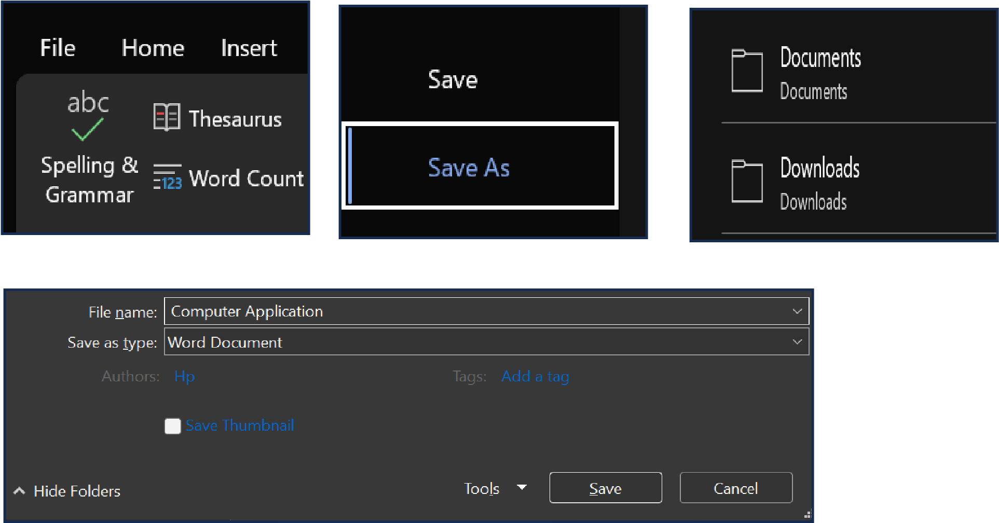 File Home Insert
abc
Spelling &
Grammar
Thesaurus
123 Word Count
Save
Save As
Documents
Documents
Downloads
Downloads
File name: Computer Application
Save as type: Word Document
Authors: Hp Tags: Add a tag
Save Thumbnail
Hide Folders Tools Save Cancel